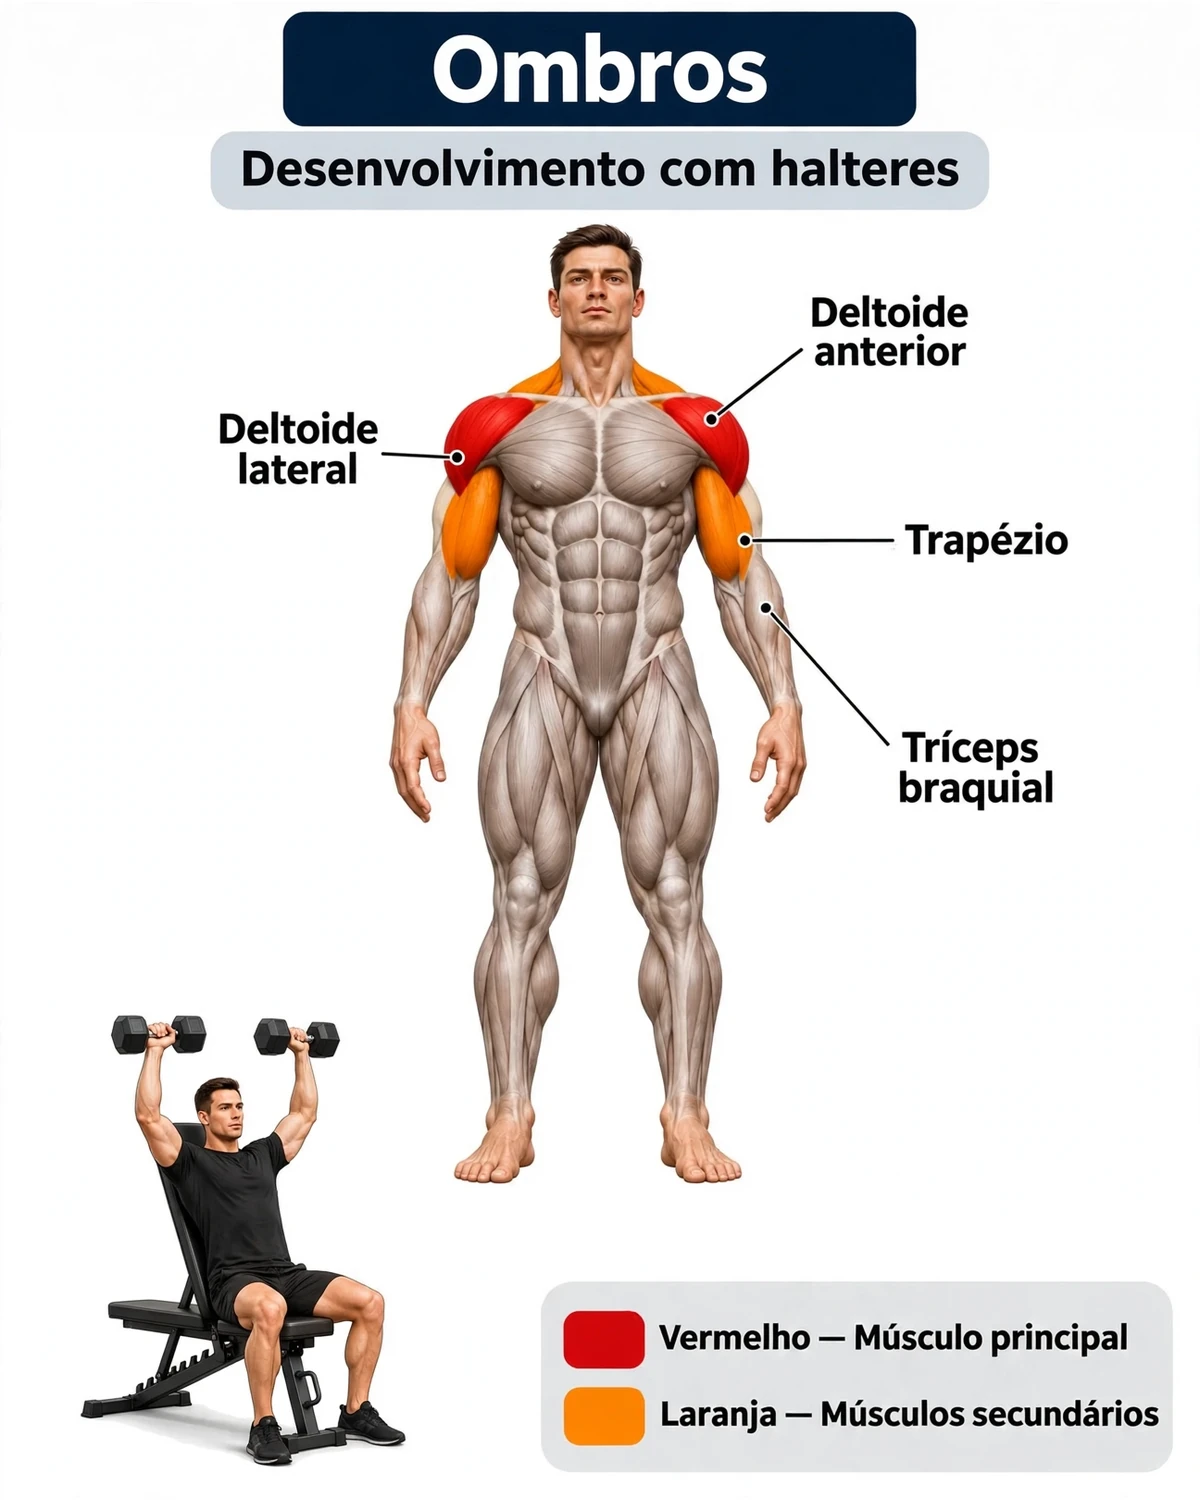 Ombros
Desenvolvimento com halteres
Deltoide
anterior
Deltoide
lateral
Trapézio
Tríceps
braquial
Vermelho — Músculo principal
Laranja — Músculos secundários